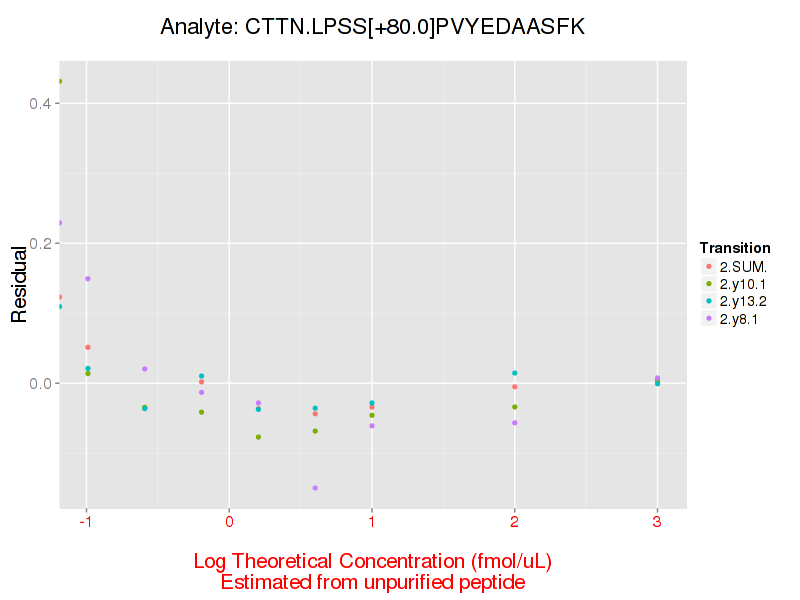 Analyte: CTTN.LPSS[+80.0]PVYEDAASFK
Residual
0.4
0.2
0.0
-1 0 1 2 3
Log Theoretical Concentration (fmol/uL)
Estimated from unpurified peptide
Transition
2.SUM.
2.y10.1
2.y13.2
2.y8.1